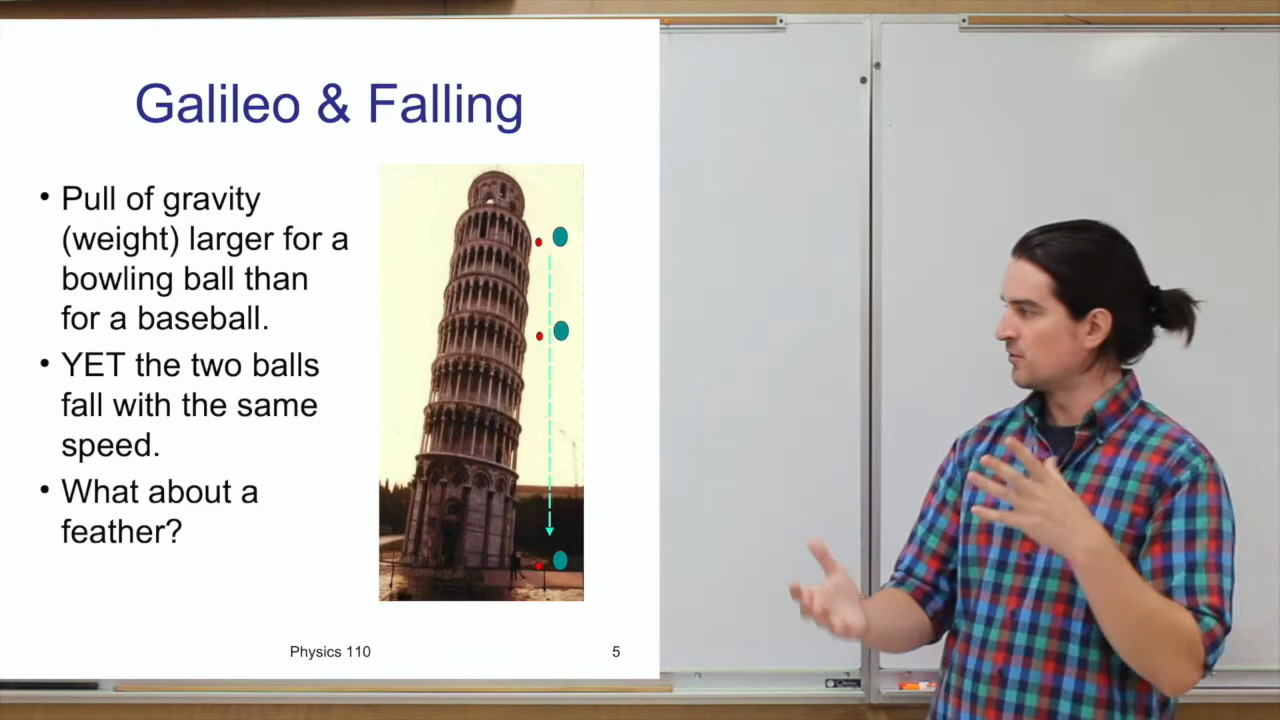 Galileo & Falling
• Pull of gravity
(weight) larger for a
bowling ball than
for a baseball.
• YET the two balls
fall with the same
speed.
• What about a
feather?
Physics 110
5